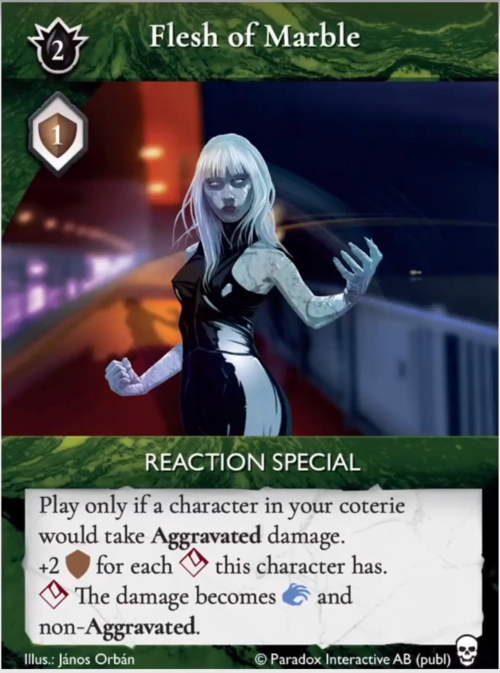 2
Flesh of Marble
1
REACTION SPECIAL
Play only if a character in your coterie
would take Aggravated damage.
+2 for each this character has.
The damage becomes and
non-Aggravated.
Illus.: János Orbán © Paradox Interactive AB (publ)